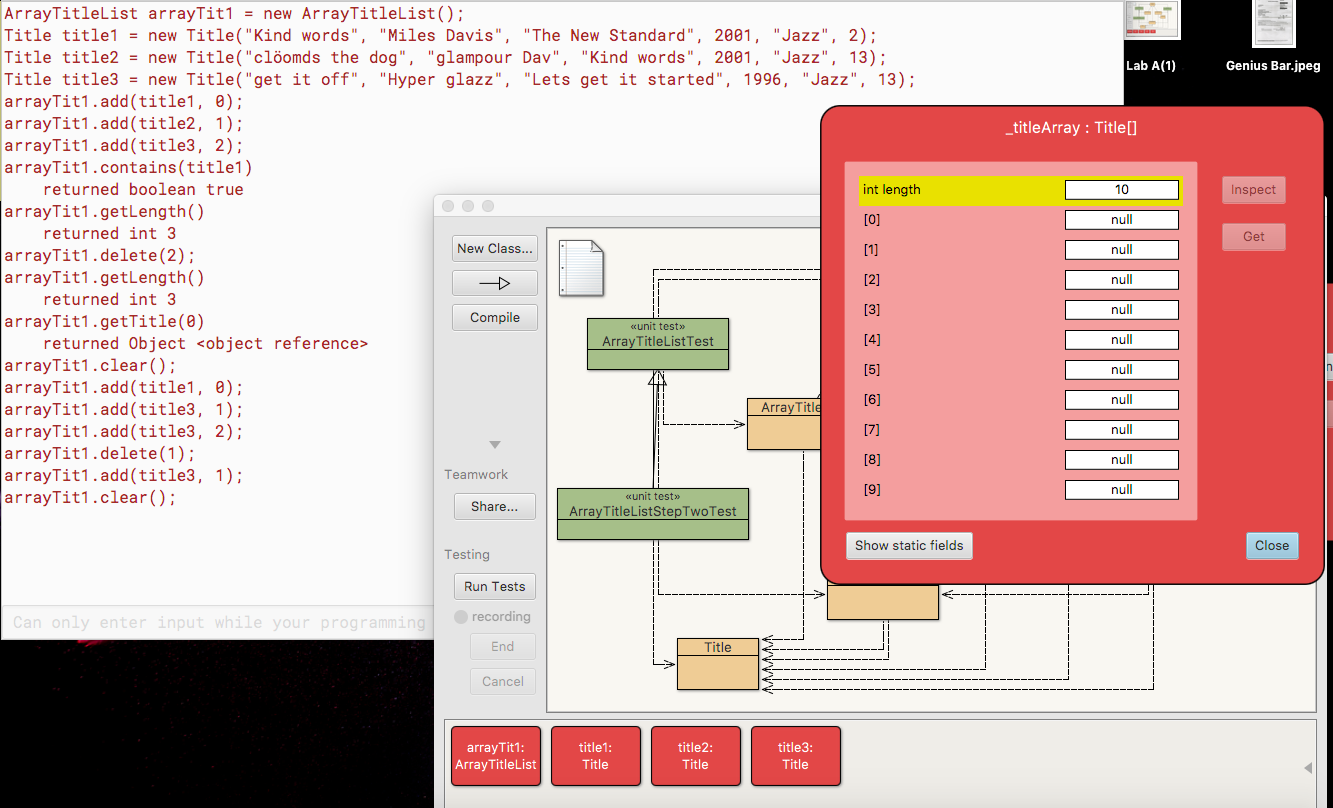 ArrayTitleList arrayTit1 = new ArrayTitleList();
Title title1 = new Title("Kind words", "Miles Davis", "The New Standard", 2001, "Jazz", 2);
Title title2 = new Title("clöomds the dog", "glampour Dav", "Kind words", 2001, "Jazz", 13);
Title title3 = new Title("get it off", "Hyper glazz", "Lets get it started", 1996, "Jazz", 13);
arrayTit1.add(title1, 0);
arrayTit1.add(title2, 1);
arrayTit1.add(title3, 2);
arrayTit1.contains(title1)
returned boolean true
arrayTit1.getLength()
returned int 3
arrayTit1.delete(2);
arrayTit1.getLength()
returned int 3
arrayTit1.getTitle(0)
returned Object <object reference>
arrayTit1.clear();
arrayTit1.add(title1, 0);
arrayTit1.add(title3, 1);
arrayTit1.add(title3, 2);
arrayTit1.delete(1);
arrayTit1.add(title3, 1);
arrayTit1.clear();
Can only enter input while your programming
Lab A(1)
Genius Bar.jpeg
New Class...
Compile
Teamwork
Share...
Testing
Run Tests
recording
End
Cancel
«unit test»
ArrayTitleListTest
ArrayTitle
«unit test»
ArrayTitleListStepTwoTest
Title
_titleArray : Title[]
int length 10
[0] null
[1] null
[2] null
[3] null
[4] null
[5] null
[6] null
[7] null
[8] null
[9] null
Inspect
Get
Show static fields
Close
arrayTit1:
ArrayTitleList
title1:
Title
title2:
Title
title3:
Title